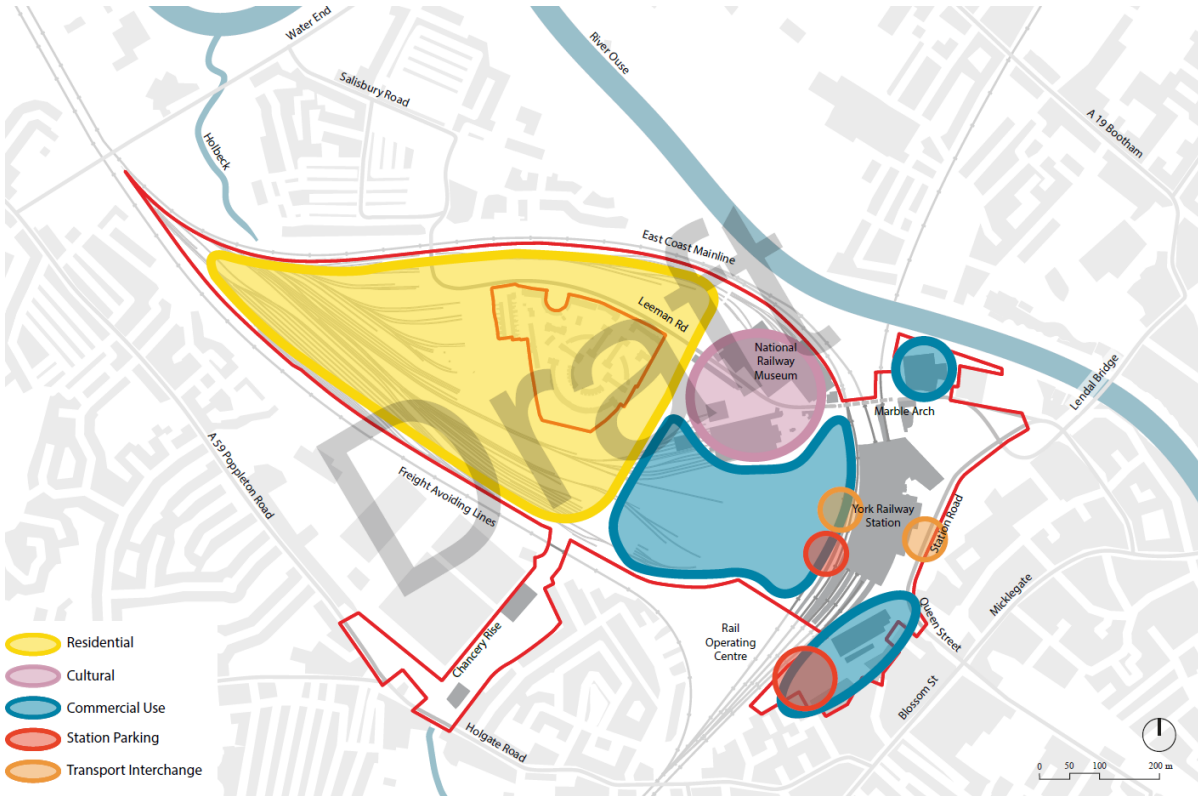 Water End
River Ouse
Salisbury Road
A 19 Bootham
Holbeck
East Coast Mainline
Leeman Rd
National
Railway
Museum
Lendal Bridge
Marble Arch
A 59 Poppleton Road
Freight Avoiding Lines
York Railway
Station
Station Road
Draft
Micklegate
Queen Street
Chancery Rise
Rail
Operating
Centre
Blossom St
Holgate Road
Residential
Cultural
Commercial Use
Station Parking
Transport Interchange
0 50 100 200 m